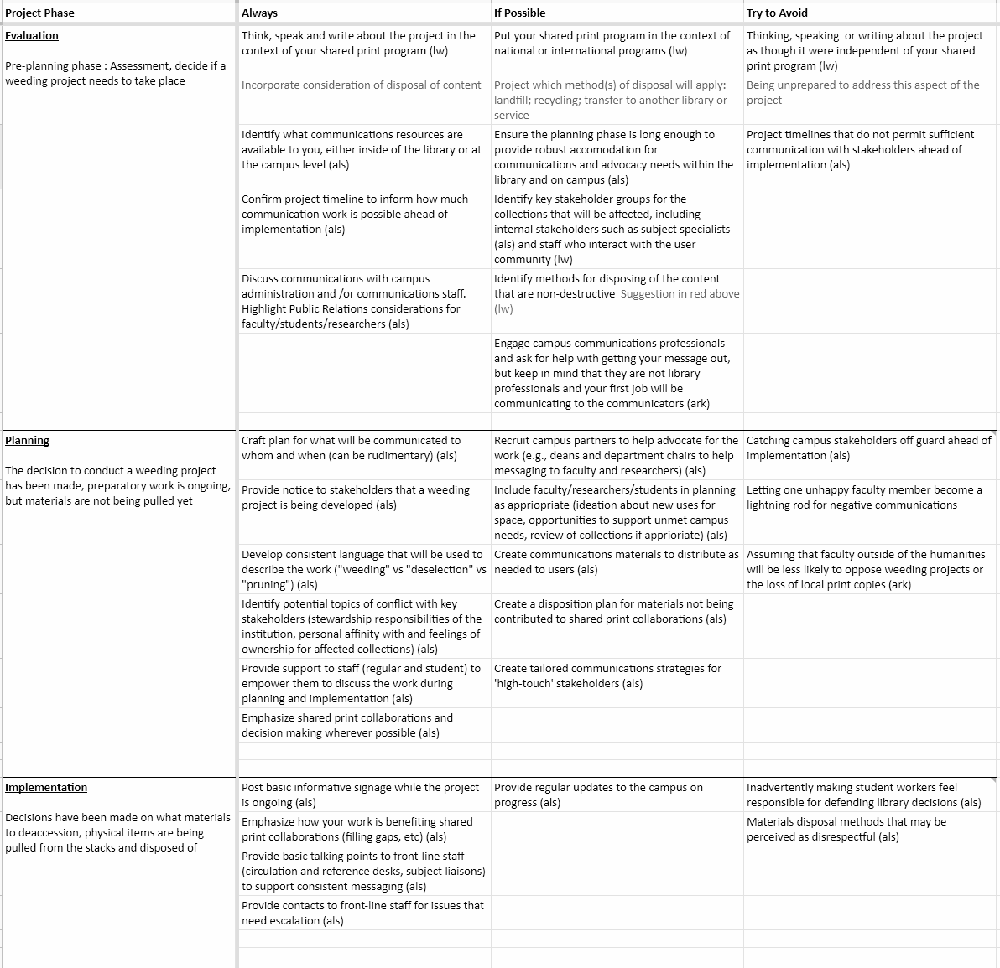 Project Phase
Always
If Possible
Try to Avoid
Evaluation
Pre-planning phase : Assessment, decide if a
weeding project needs to take place
Think, speak and write about the project in the
context of your shared print program (lw)
Put your shared print program in the context of
national or international programs (lw)
Thinking, speaking  or writing about the project
as though it were independent of your shared
print program (lw)
Incorporate consideration of disposal of content
Project which method(s) of disposal will apply:
landfill; recycling; transfer to another library or
service
Being unprepared to address this aspect of the
project
Identify what communications resources are
available to you, either inside of the library or at
the campus level (als)
Ensure the planning phase is long enough to
provide robust accomodation for
communications and advocacy needs within the
library and on campus (als)
Project timelines that do not permit sufficient
communication with stakeholders ahead of
implementation (als)
Confirm project timeline to inform how much
communication work is possible ahead of
implementation (als)
Identify key stakeholder groups for the
collections that will be affected, including
internal stakeholders such as subject specialists
(als) and staff who interact with the user
community (lw)
Discuss communications with campus
administration and /or communications staff.
Highlight Public Relations considerations for
faculty/students/researchers (als)
Identify methods for disposing of the content
that are non-destructive  Suggestion in red above
(lw)
Engage campus communications professionals
and ask for help with getting your message out,
but keep in mind that they are not library
professionals and your first job will be
communicating to the communicators (ark)
Planning
The decision to conduct a weeding project
has been made, preparatory work is ongoing,
but materials are not being pulled yet
Craft plan for what will be communicated to
whom and when (can be rudimentary) (als)
Recruit campus partners to help advocate for the
work (e.g., deans and department chairs to help
messaging to faculty and researchers) (als)
Catching campus stakeholders off guard ahead of
implementation (als)
Provide notice to stakeholders that a weeding
project is being developed (als)
Include faculty/researchers/students in planning
as appriopriate (ideation about new uses for
space, opportunities to support unmet campus
needs, review of collections if approriate) (als)
Letting one unhappy faculty member become a
lightning rod for negative communications
Develop consistent language that will be used to
describe the work ("weeding" vs "deselection" vs
"pruning") (als)
Create communications materials to distribute as
needed to users (als)
Assuming that faculty outside of the humanities
will be less likely to oppose weeding projects or
the loss of local print copies (ark)
Identify potential topics of conflict with key
stakeholders (stewardship responsibilities of the
institution, personal affinity with and feelings of
ownership for affected collections) (als)
Create a disposition plan for materials not being
contributed to shared print collaborations (als)
Provide support to staff (regular and student) to
empower them to discuss the work during
planning and implementation (als)
Create tailored communications strategies for
'high-touch' stakeholders (als)
Emphasize shared print collaborations and
decision making wherever possible (als)
Implementation
Decisions have been made on what materials
to deaccession, physical items are being
pulled from the stacks and disposed of
Post basic informative signage while the project
is ongoing (als)
Provide regular updates to the campus on
progress (als)
Inadvertently making student workers feel
responsible for defending library decisions (als)
Emphasize how your work is benefiting shared
print collaborations (filling gaps, etc) (als)
Materials disposal methods that may be
perceived as disrespectful (als)
Provide basic talking points to front-line staff
(circulation and reference desks, subject liaisons)
to support consistent messaging (als)
Provide contacts to front-line staff for issues that
need escalation (als)